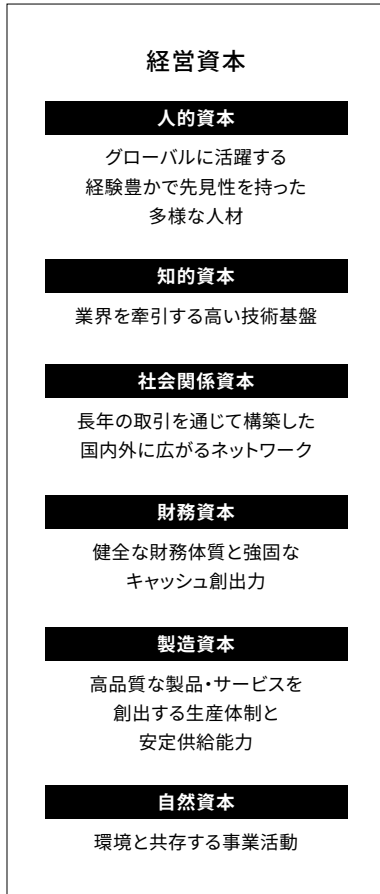 経営資本
人的資本
グローバルに活躍する
経験豊かで先見性を持った
多様な人材
知的資本
業界を牽引する高い技術基盤
社会関係資本
長年の取引を通じて構築した
国内外に広がるネットワーク
財務資本
健全な財務体質と強固な
キャッシュ創出力
製造資本
高品質な製品・サービスを
創出する生産体制と
安定供給能力
自然資本
環境と共存する事業活動